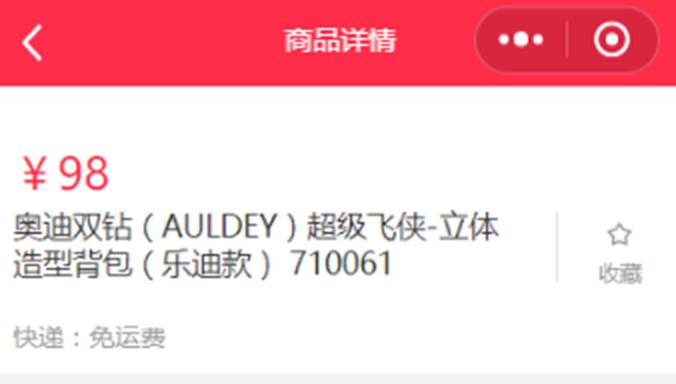 商品详情
¥ 98
奥迪双钻（AULDEY）超级飞侠-立体
造型背包（乐迪款） 710061
收藏
快递：免运费